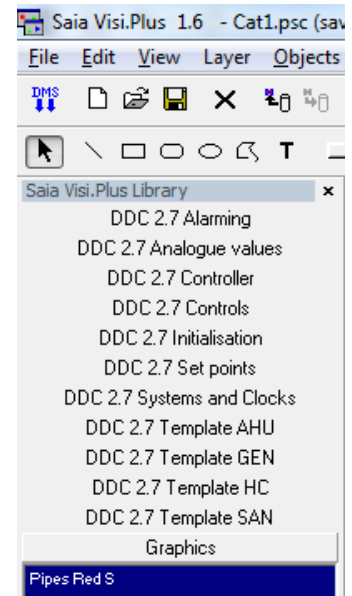 Saia Visi.Plus 1.6 - Cat1.psc (sav
File Edit View Layer Objects
DMS
T
Saia Visi.Plus Library x
DDC 2.7 Alarming
DDC 2.7 Analogue values
DDC 2.7 Controller
DDC 2.7 Controls
DDC 2.7 Initialisation
DDC 2.7 Set points
DDC 2.7 Systems and Clocks
DDC 2.7 Template AHU
DDC 2.7 Template GEN
DDC 2.7 Template HC
DDC 2.7 Template SAN
Graphics
Pipes Red S